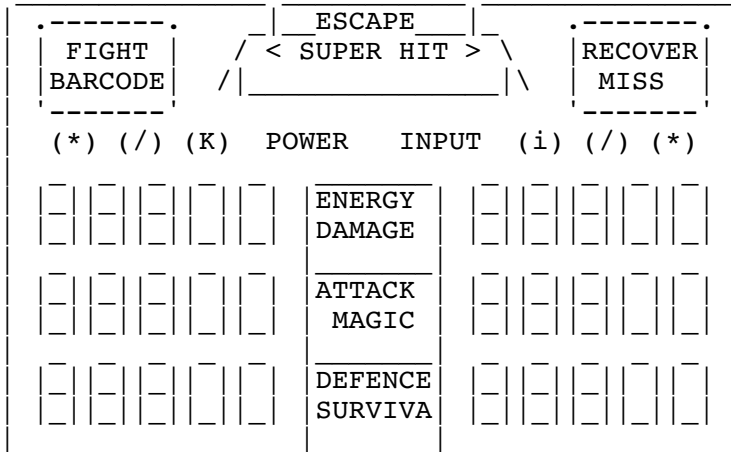 ESCAPE
FIGHT < SUPER HIT > RECOVER
BARCODE MISS
(*) (/) (K) POWER INPUT (i) (/) (*)
ENERGY
DAMAGE
ATTACK
MAGIC
DEFENCE
SURVIVA